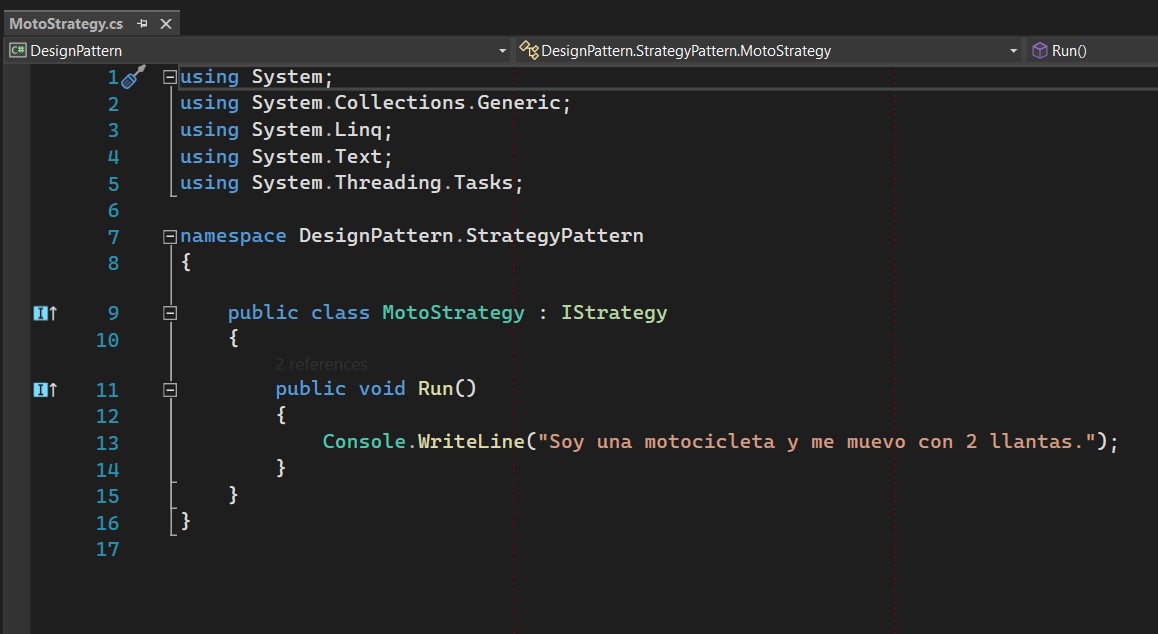 MotoStrategy.cs
C# DesignPattern DesignPattern.StrategyPattern.MotoStrategy Run()
1 using System;
2 using System.Collections.Generic;
3 using System.Linq;
4 using System.Text;
5 using System.Threading.Tasks;
6
7 namespace DesignPattern.StrategyPattern
8 {
9 public class MotoStrategy : IStrategy
10 {
2 references
11 public void Run()
12 {
13 Console.WriteLine("Soy una motocicleta y me muevo con 2 llantas.");
14 }
15 }
16 }
17